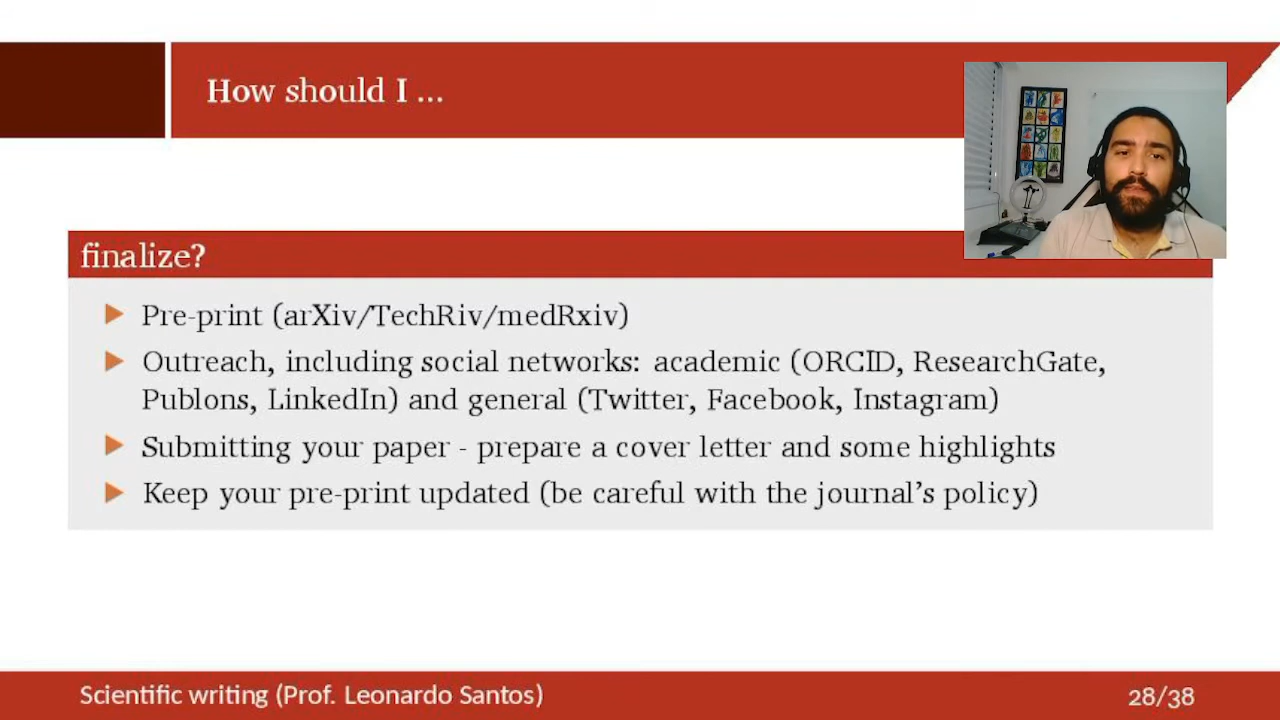 How should I ...
finalize?
Pre-print (arXiv/TechRiv/medRxiv)
Outreach, including social networks: academic (ORCID, ResearchGate,
Publons, LinkedIn) and general (Twitter, Facebook, Instagram)
Submitting your paper - prepare a cover letter and some highlights
Keep your pre-print updated (be careful with the journal's policy)
Scientific writing (Prof. Leonardo Santos)
28/38